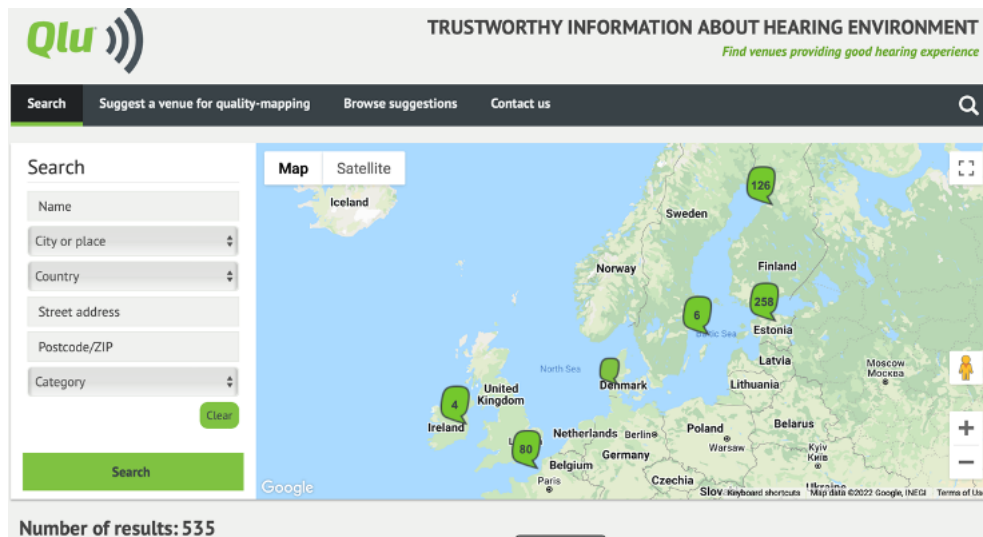 Qlu
TRUSTWORTHY INFORMATION ABOUT HEARING ENVIRONMENT
Find venues providing good hearing experience
Search
Suggest a venue for quality-mapping
Browse suggestions
Contact us
Search
Name
City or place
Country
Street address
Postcode/ZIP
Category
Clear
Search
Map
Satellite
Iceland
126
Sweden
Norway
Finland
6
258
Baltic Sea
Estonia
North Sea
Denmark
Latvia
Moscow
Москва
Lithuania
4
United
Kingdom
Ireland
80
Netherlands
Berlin
Poland
Warsaw
Belarus
Germany
Belgium
Kyiv
Київ
Paris
Czechia
Google
Keyboard shortcuts
Map data ©2022 Google, INEGI
Number of results: 535